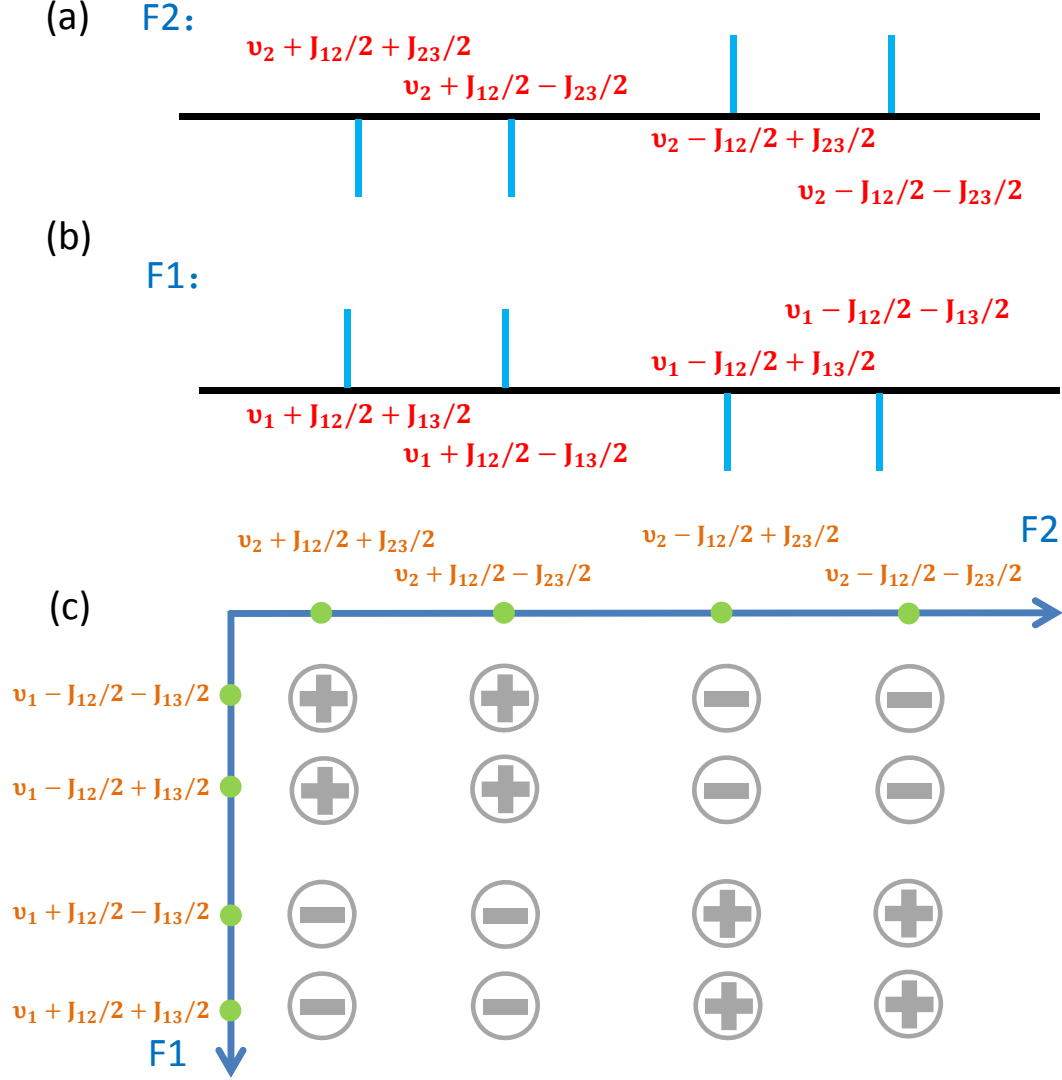 (a)
F2：
υ₂ + J₁₂/2 + J₂₃/2
υ₂ + J₁₂/2 − J₂₃/2
υ₂ − J₁₂/2 + J₂₃/2
υ₂ − J₁₂/2 − J₂₃/2
(b)
F1：
υ₁ − J₁₂/2 − J₁₃/2
υ₁ − J₁₂/2 + J₁₃/2
υ₁ + J₁₂/2 + J₁₃/2
υ₁ + J₁₂/2 − J₁₃/2
(c)
F2
υ₂ + J₁₂/2 + J₂₃/2
υ₂ + J₁₂/2 − J₂₃/2
υ₂ − J₁₂/2 + J₂₃/2
υ₂ − J₁₂/2 − J₂₃/2
υ₁ − J₁₂/2 − J₁₃/2
υ₁ − J₁₂/2 + J₁₃/2
υ₁ + J₁₂/2 − J₁₃/2
υ₁ + J₁₂/2 + J₁₃/2
F1